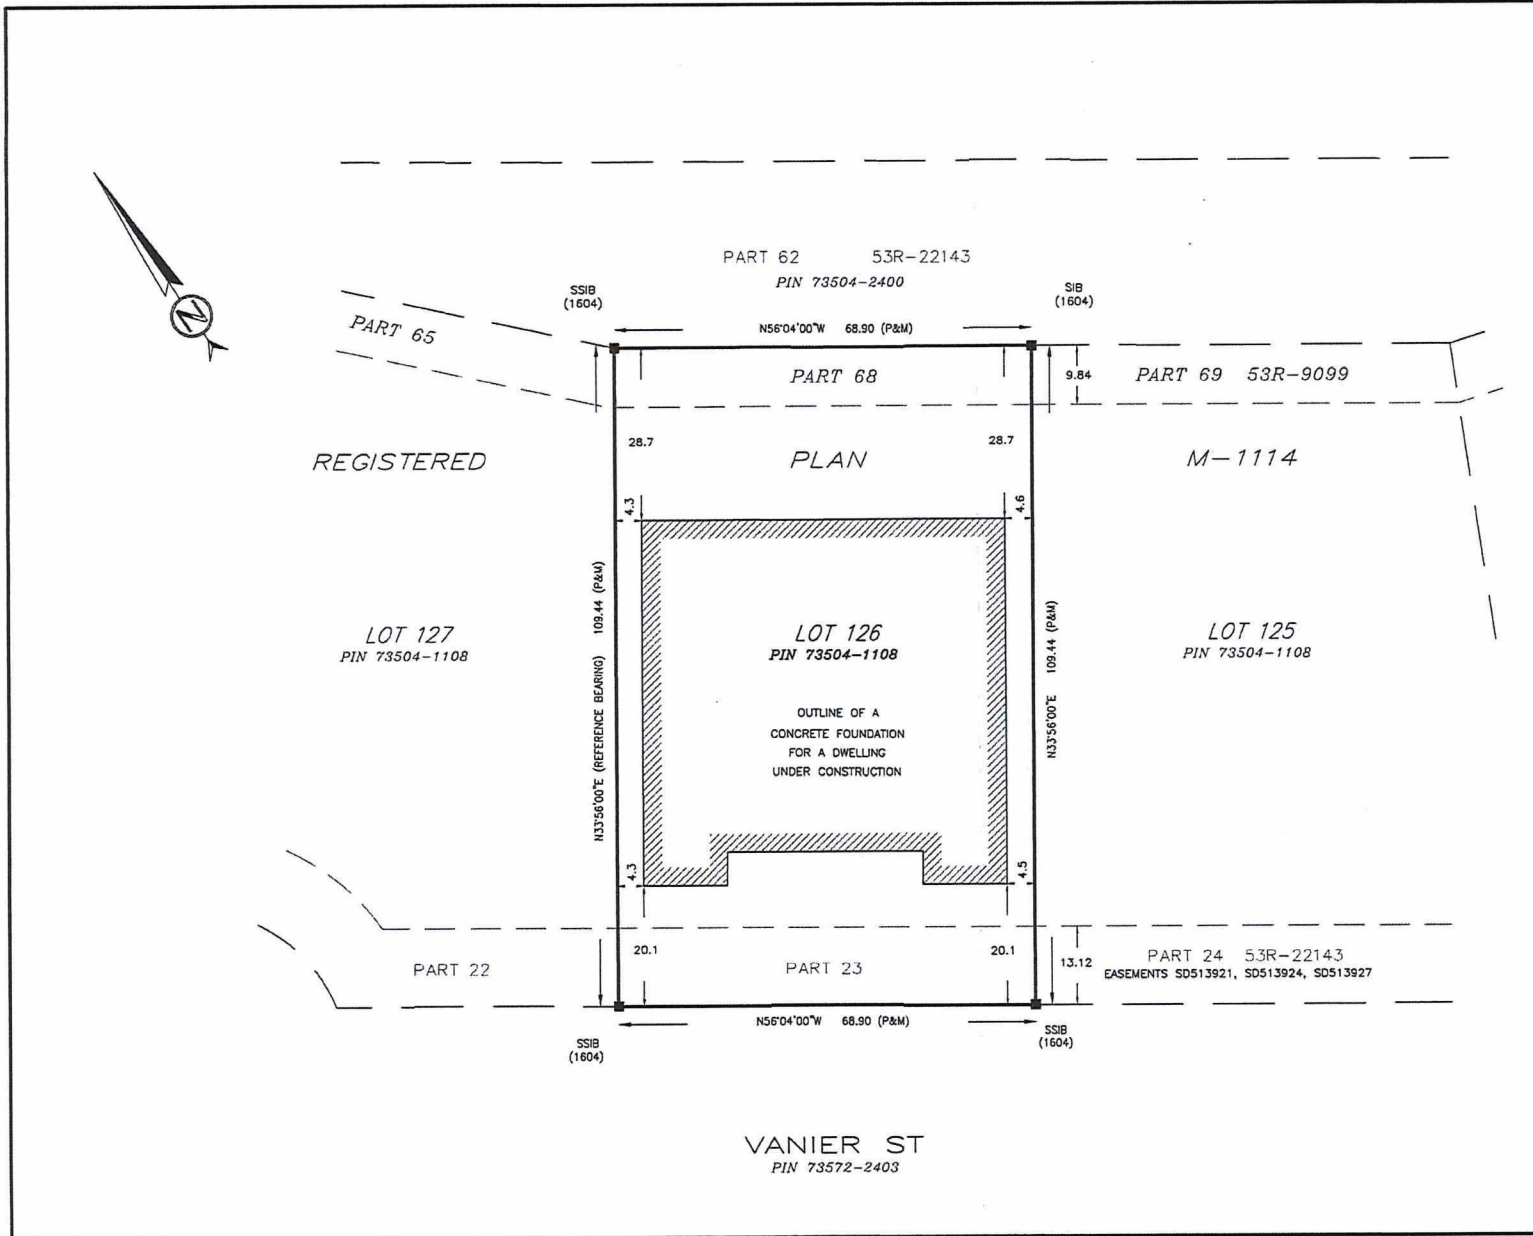 N
PART 62 53R-22143
PIN 73504-2400
SSIB
(1604)
SIB
(1604)
N56°04'00"W 68.90 (P&M)
PART 65
PART 68
9.84
PART 69 53R-9099
28.7
28.7
REGISTERED PLAN M-1114
4.3
4.6
N33°56'00"E (REFERENCE BEARING) 109.44 (P&M)
N33°56'00"E 109.44 (P&M)
LOT 127
PIN 73504-1108
LOT 126
PIN 73504-1108
LOT 125
PIN 73504-1108
OUTLINE OF A
CONCRETE FOUNDATION
FOR A DWELLING
UNDER CONSTRUCTION
4.3
4.5
20.1
20.1
PART 22
PART 23
13.12
PART 24 53R-22143
EASEMENTS SD513921, SD513924, SD513927
N56°04'00"W 68.90 (P&M)
SSIB
(1604)
SSIB
(1604)
VANIER ST
PIN 73572-2403